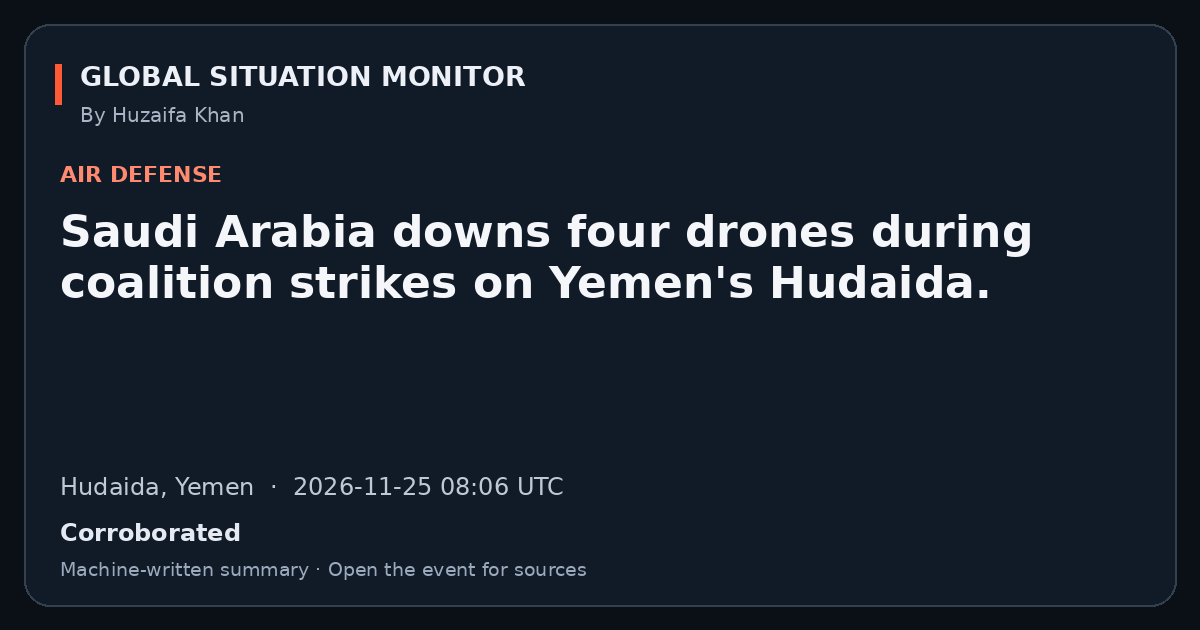 GLOBAL SITUATION MONITOR
By Huzaifa Khan
AIR DEFENSE
Saudi Arabia downs four drones during
coalition strikes on Yemen's Hudaida.
Hudaida, Yemen · 2026-11-25 08:06 UTC
Corroborated
Machine-written summary · Open the event for sources